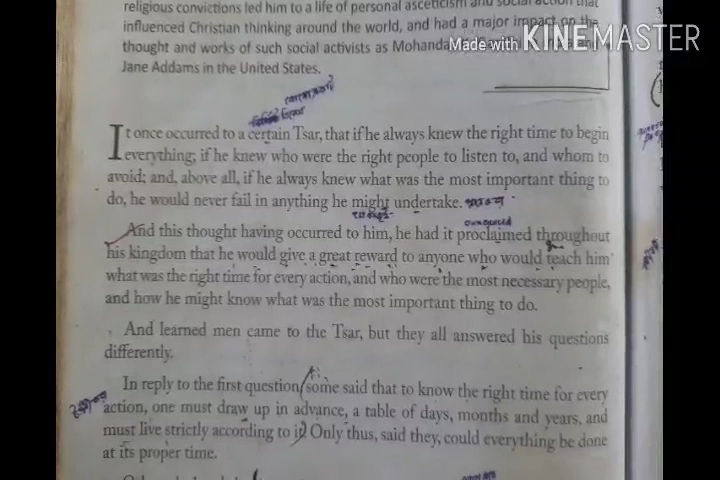 religious convictions led him to a life of personal asceticism and social action that
influenced Christian thinking around the world, and had a major impact on the
thought and works of such social activists as
Made with KINEMASTER
Jane Addams in the United States.
It once occurred to a certain Tsar, that if he always knew the right time to begin
everything; if he knew who were the right people to listen to, and whom to
avoid; and, above all, if he always knew what was the most important thing to
do, he would never fail in anything he might undertake.
announced
And this thought having occurred to him, he had it proclaimed throughout
his kingdom that he would give a great reward to anyone who would teach him
what was the right time for every action, and who were the most necessary people,
and how he might know what was the most important thing to do.
And learned men came to the Tsar, but they all answered his questions
differently.
In reply to the first question, some said that to know the right time for every
action, one must draw up in advance, a table of days, months and years, and
must live strictly according to it. Only thus, said they, could everything be done
at its proper time.